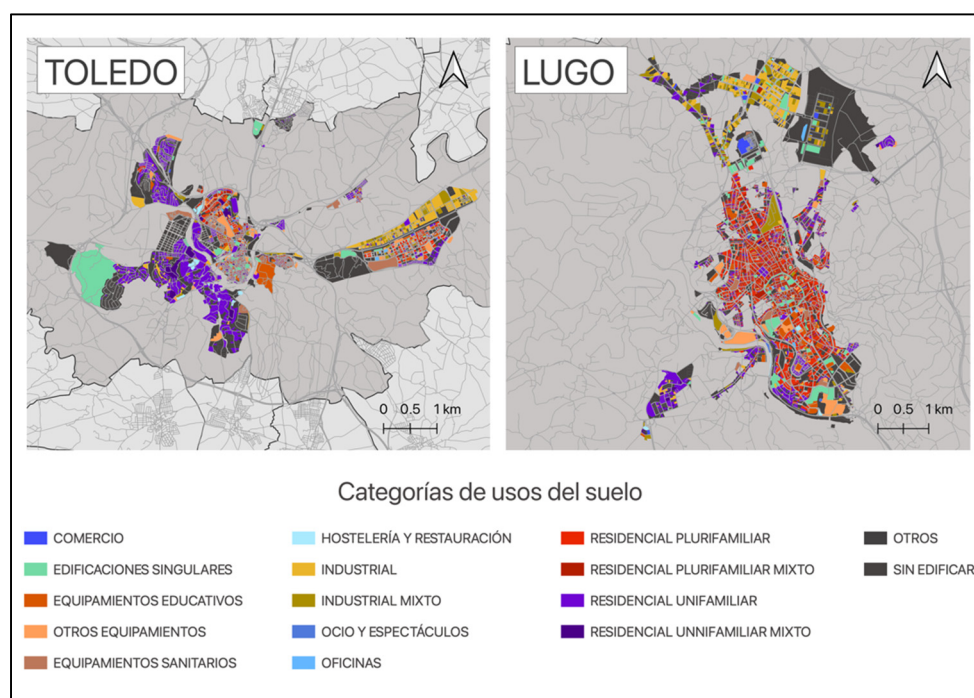 TOLEDO
LUGO
0 0.5 1 km
0 0.5 1 km
Categorías de usos del suelo
COMERCIO
EDIFICACIONES SINGULARES
EQUIPAMIENTOS EDUCATIVOS
OTROS EQUIPAMIENTOS
EQUIPAMIENTOS SANITARIOS
HOSTELERÍA Y RESTAURACIÓN
INDUSTRIAL
INDUSTRIAL MIXTO
OCIO Y ESPECTÁCULOS
OFICINAS
RESIDENCIAL PLURIFAMILIAR
RESIDENCIAL PLURIFAMILIAR MIXTO
RESIDENCIAL UNIFAMILIAR
RESIDENCIAL UNNIFAMILIAR MIXTO
OTROS
SIN EDIFICAR